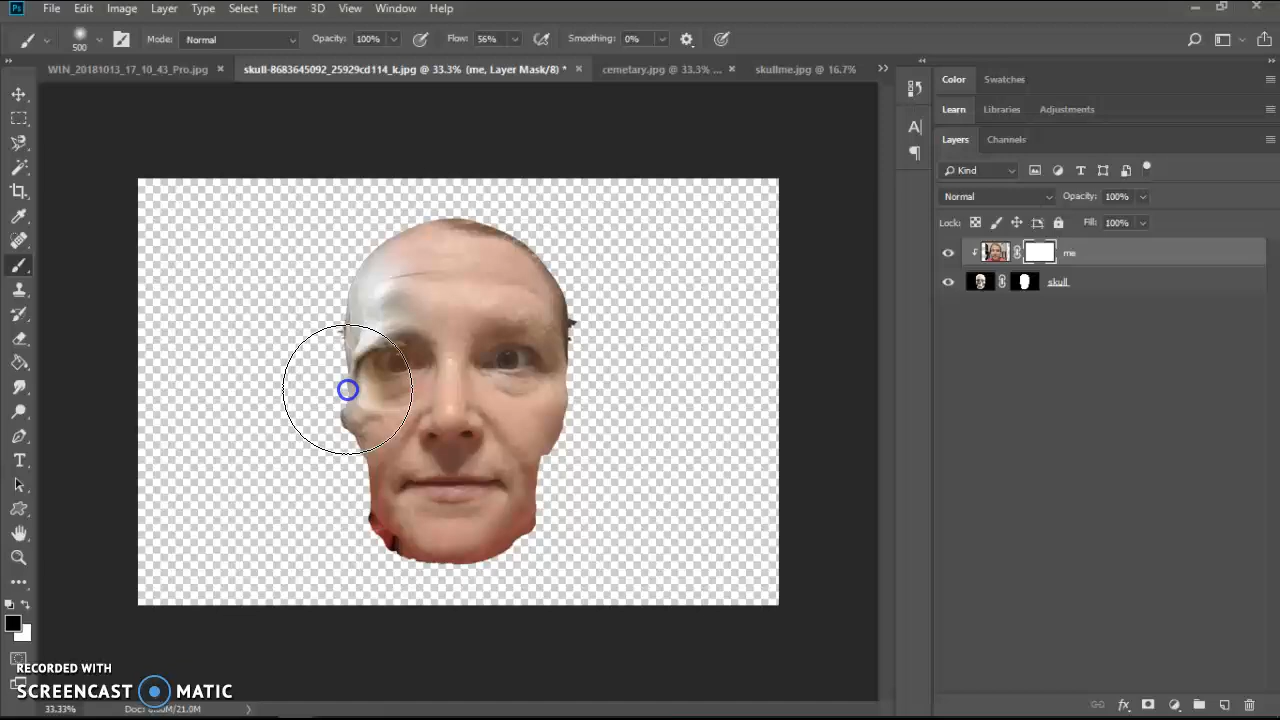 Ps File Edit Image Layer Type Select Filter 3D View Window Help
500 Mode: Normal Opacity: 100% Flow: 56% Smoothing: 0%
WIN_20181013_17_10_43_Pro.jpg × skull-8683645092_25929cd114_k.jpg @ 33.3% (me, Layer Mask/8) * × cemetary.jpg @ 33.3% ... × skullme.jpg @ 16.7%
Color Swatches
Learn Libraries Adjustments
Layers Channels
Kind
Normal Opacity: 100%
Lock: Fill: 100%
me
skull
RECORDED WITH
SCREENCAST MATIC
33.33%